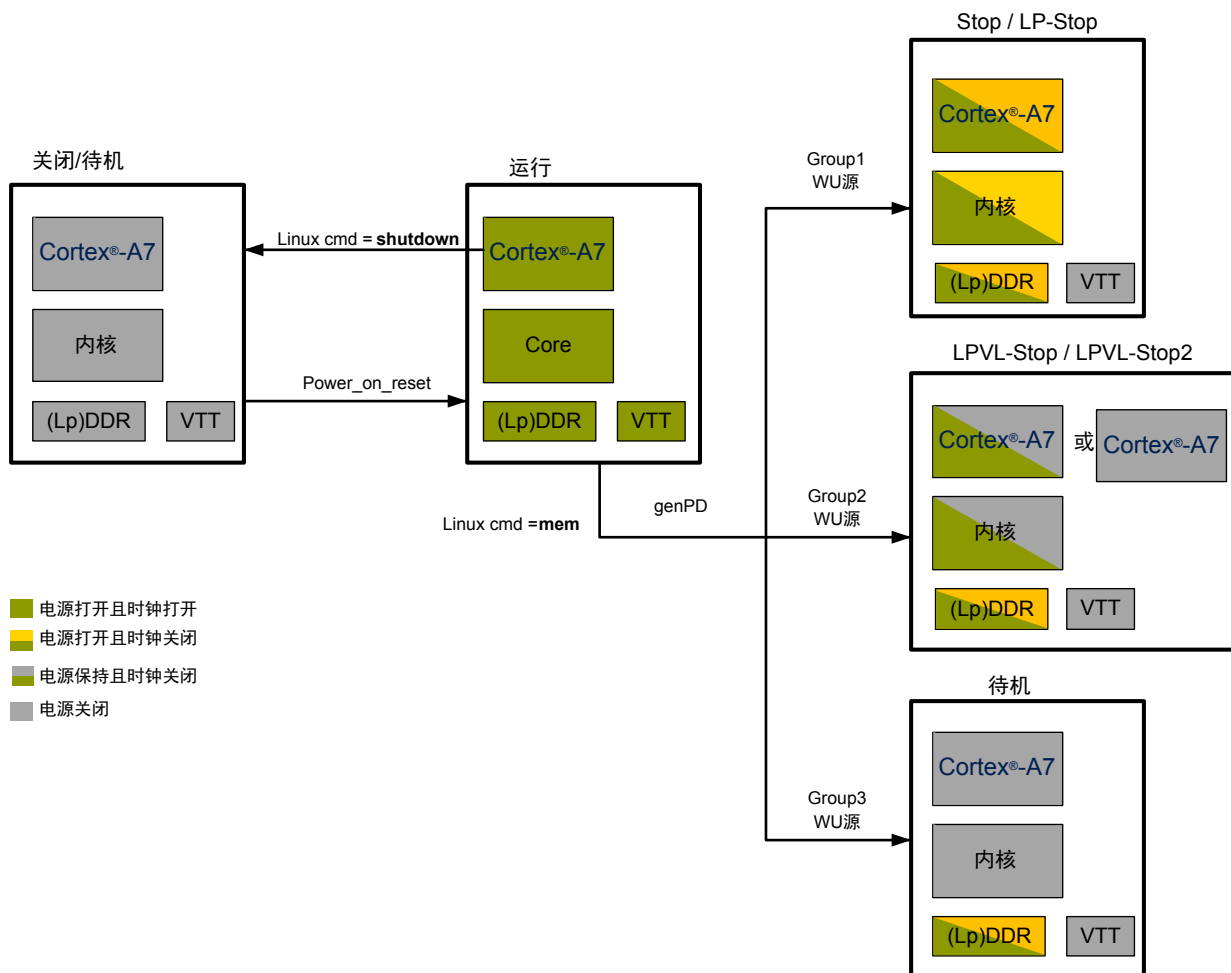 Stop / LP-Stop
Cortex®-A7
内核
(Lp)DDR
VTT
关闭/待机
Cortex®-A7
内核
(Lp)DDR
VTT
Linux cmd = shutdown
Power_on_reset
运行
Cortex®-A7
Core
(Lp)DDR
VTT
Group1
WU源
LPVL-Stop / LPVL-Stop2
Cortex®-A7
或
Cortex®-A7
内核
(Lp)DDR
VTT
Linux cmd =mem
genPD
Group2
WU源
电源打开且时钟打开
电源打开且时钟关闭
电源保持且时钟关闭
电源关闭
Group3
WU源
待机
Cortex®-A7
内核
(Lp)DDR
VTT